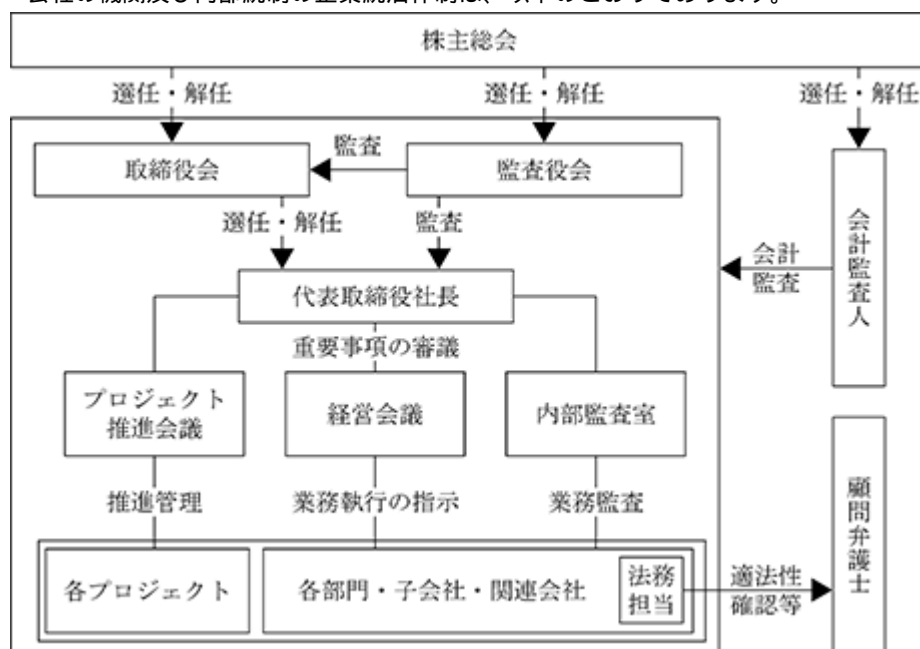 会社の機関及び内部統制の企業統治体制は、以下のとおりであります。
株主総会
選任・解任
選任・解任
選任・解任
取締役会
監査
監査役会
選任・解任
監査
会計監査人
会計
監査
代表取締役社長
重要事項の審議
プロジェクト
推進会議
経営会議
内部監査室
推進管理
業務執行の指示
業務監査
顧問弁護士
各プロジェクト
各部門・子会社・関連会社
法務
担当
適法性
確認等